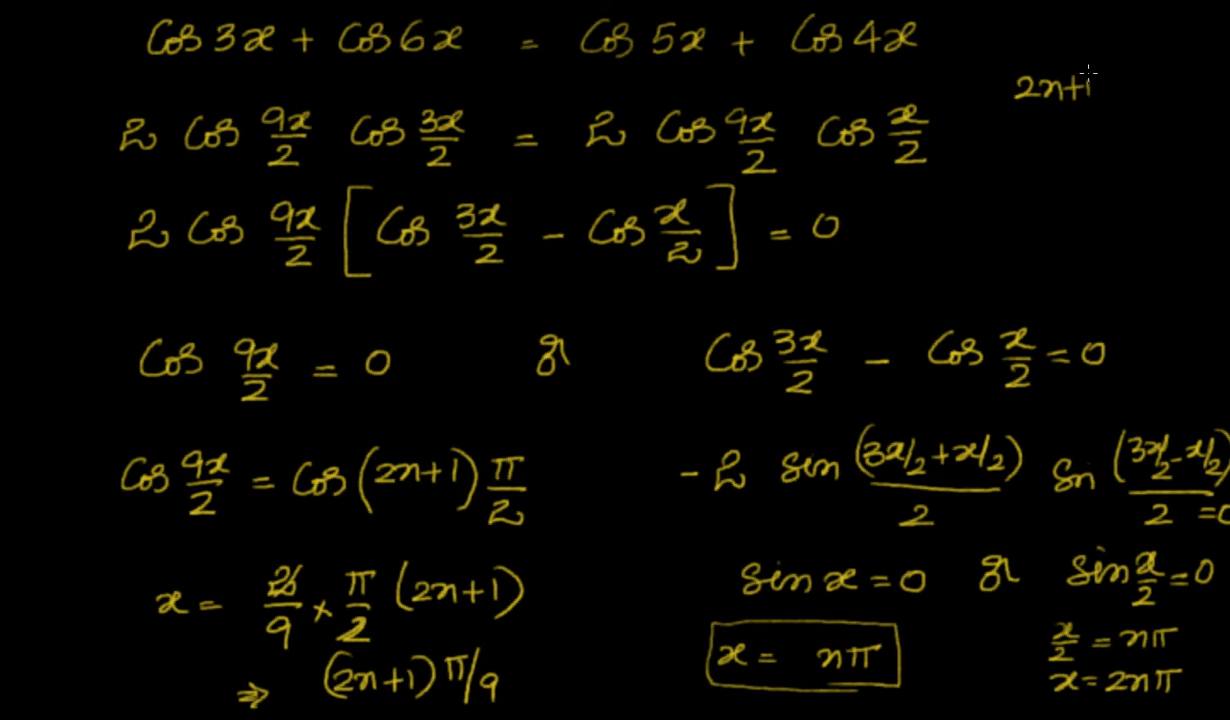 Cos 3x + Cos 6x = Cos 5x + Cos 4x
2n+1
2 Cos 9x/2 Cos 3x/2 = 2 Cos 9x/2 Cos x/2
2 Cos 9x/2 [Cos 3x/2 - Cos x/2] = 0
Cos 9x/2 = 0 or Cos 3x/2 - Cos x/2 = 0
Cos 9x/2 = Cos (2n+1) π/2
-2 sin (3x/2 + x/2)/2 Sin (3x/2 - x/2)/2 = 0
x = 2/9 × π/2 (2n+1)
Sin x = 0 or Sin x/2 = 0
⇒ (2n+1) π/9
x = nπ
x/2 = nπ
x = 2nπ